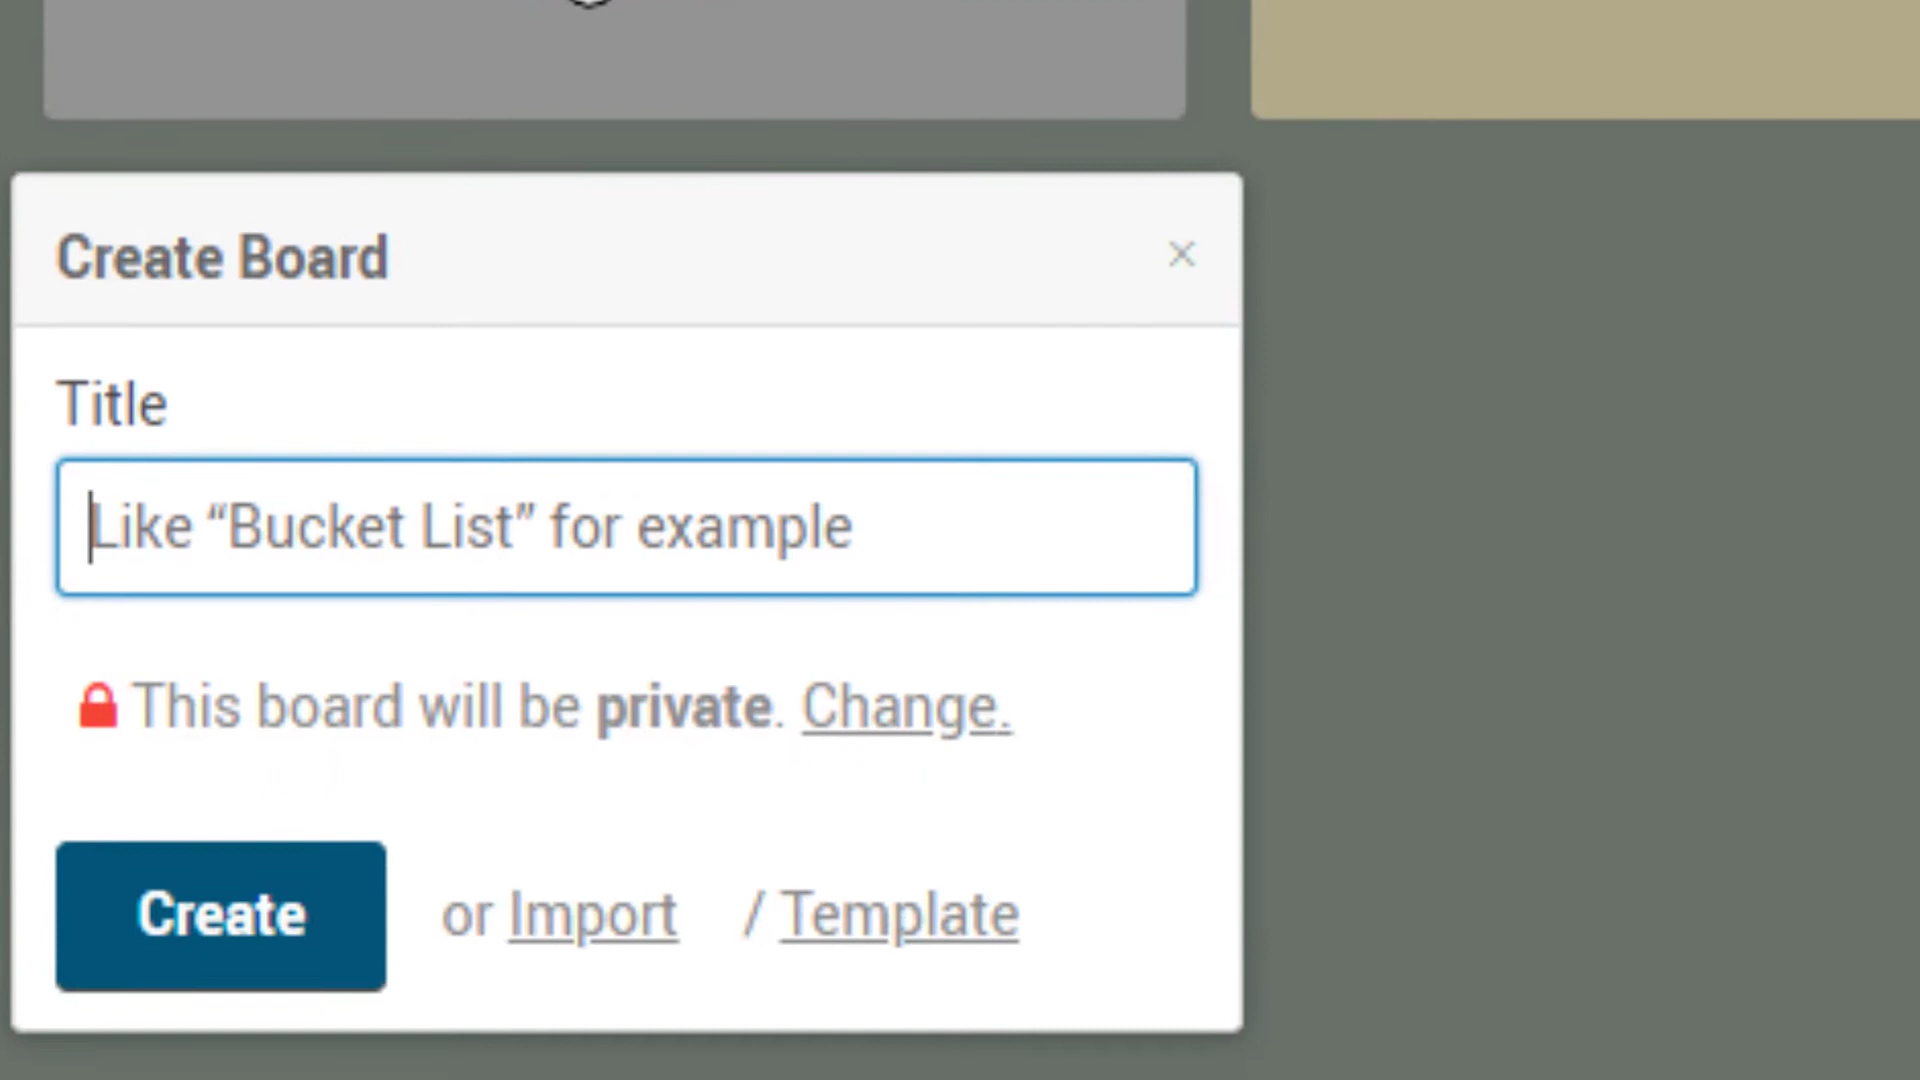 Create Board
Title
Like “Bucket List” for example
This board will be private. Change.
Create or Import / Template